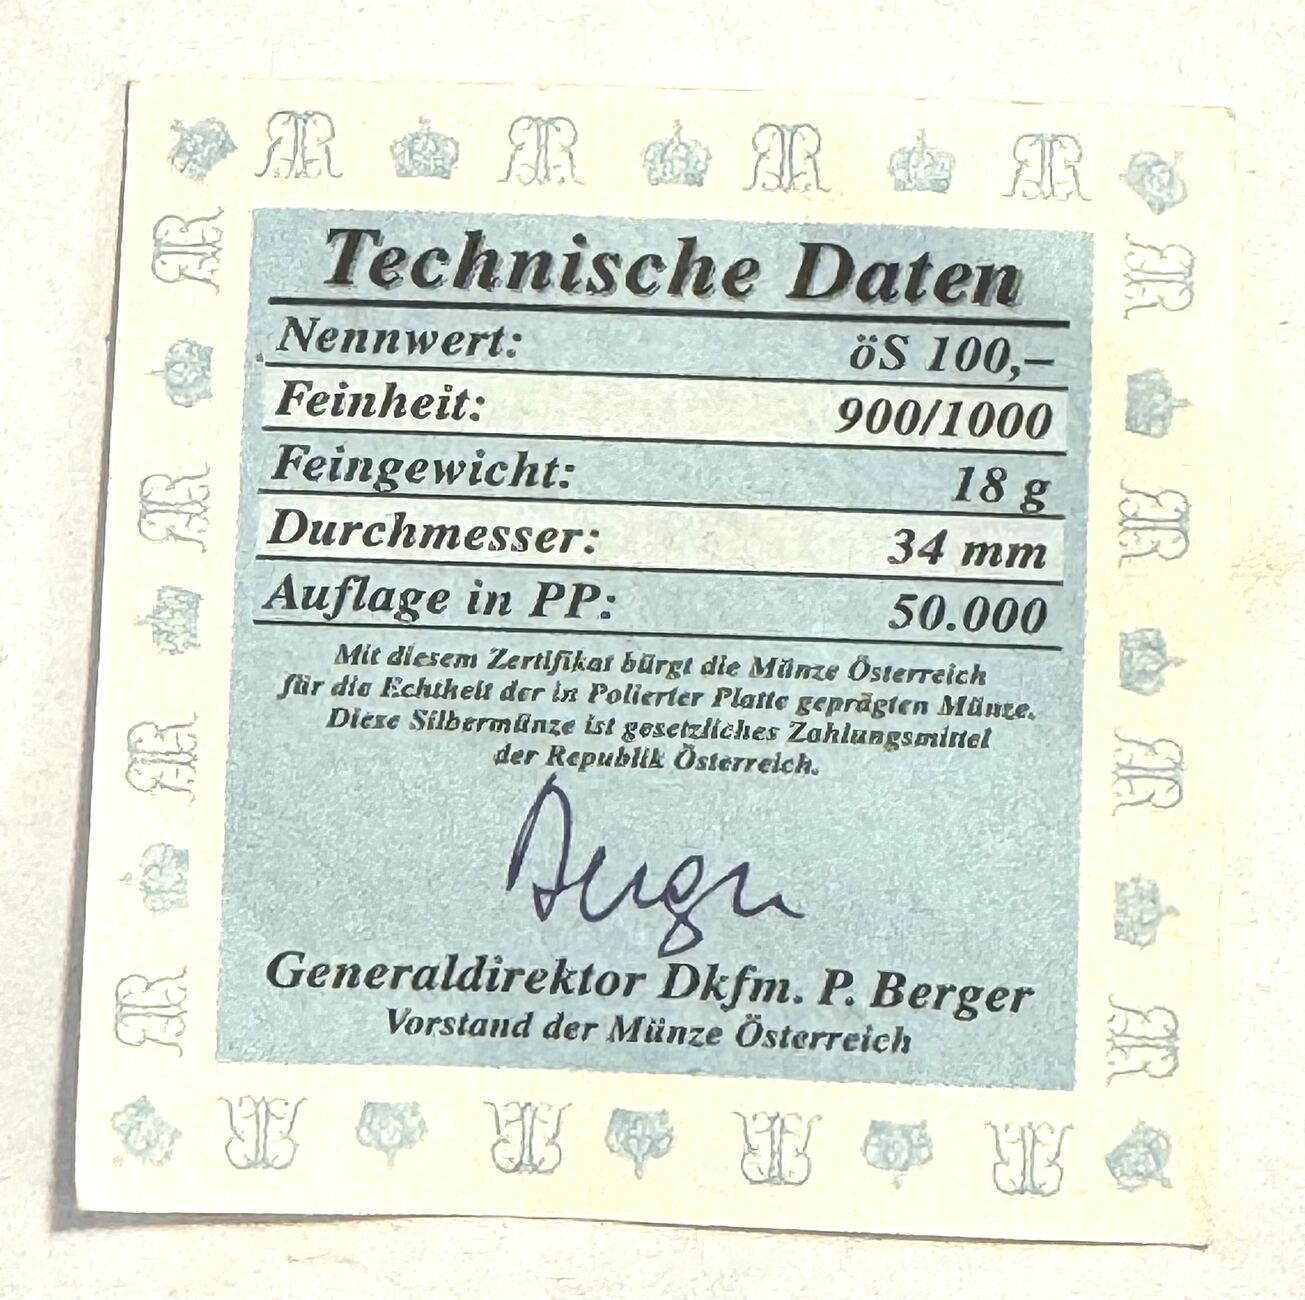 Technische Daten
Nennwert: öS 100,–
Feinheit: 900/1000
Feingewicht: 18 g
Durchmesser: 34 mm
Auflage in PP: 50.000
Mit diesem Zertifikat bürgt die Münze Österreich
für die Echtheit der in Polierter Platte geprägten Münze.
Diese Silbermünze ist gesetzliches Zahlungsmittel
der Republik Österreich.
Berger
Generaldirektor Dkfm. P. Berger
Vorstand der Münze Österreich